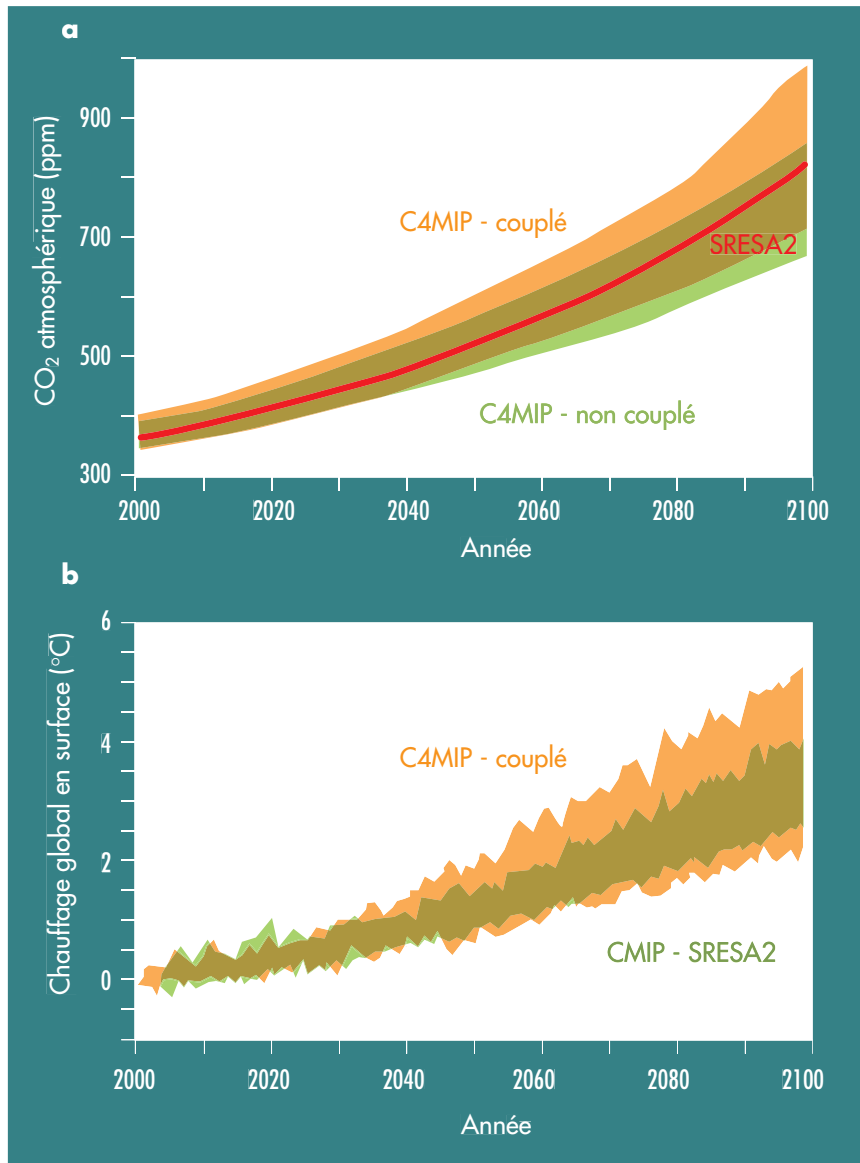 a
CO₂ atmosphérique (ppm)
900
700
500
300
C4MIP - couplé
SRESA2
C4MIP - non couplé
2000 2020 2040 2060 2080 2100
Année
b
Chauffage global en surface (°C)
6
4
2
0
C4MIP - couplé
CMIP - SRESA2
2000 2020 2040 2060 2080 2100
Année